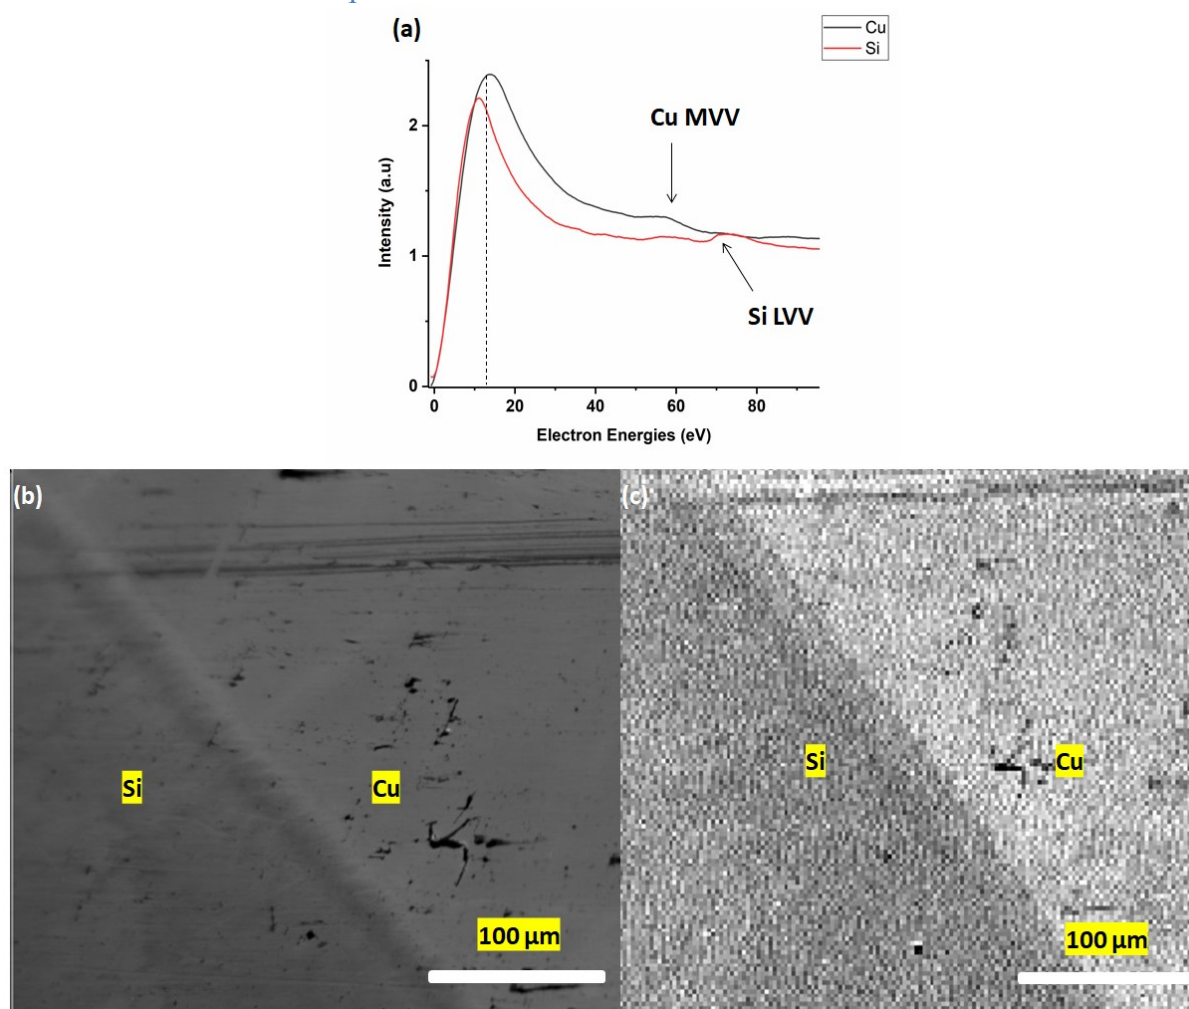 (a)
Cu
Si
Cu MVV
Si LVV
Intensity (a.u)
2
1
0
0 20 40 60 80
Electron Energies (eV)
(b)
Si
Cu
100 µm
(c)
Si
Cu
100 µm